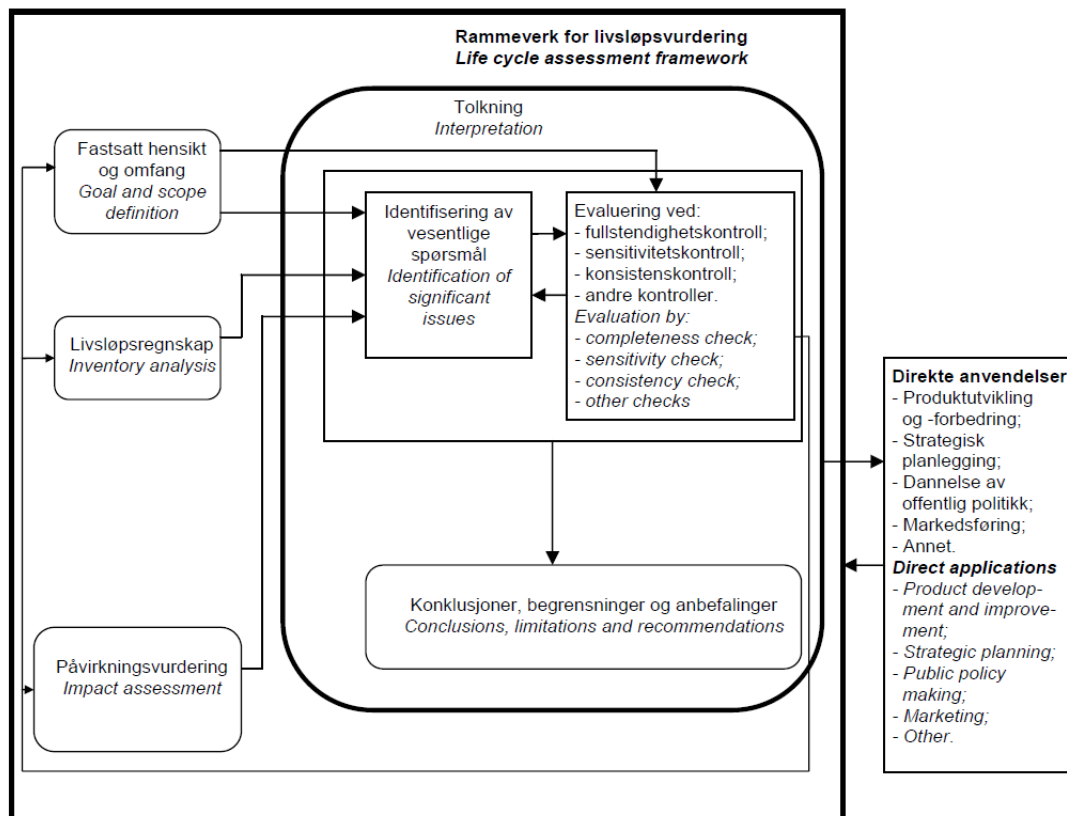 Rammeverk for livsløpsvurdering
Life cycle assessment framework
Tolkning
Interpretation
Fastsatt hensikt
og omfang
Goal and scope
definition
Identifisering av
vesentlige
spørsmål
Identification of
significant
issues
Evaluering ved:
- fullstendighetskontroll;
- sensitivitetskontroll;
- konsistenskontroll;
- andre kontroller.
Evaluation by:
- completeness check;
- sensitivity check;
- consistency check;
- other checks
Livsløpsregnskap
Inventory analysis
Påvirkningsvurdering
Impact assessment
Konklusjoner, begrensninger og anbefalinger
Conclusions, limitations and recommendations
Direkte anvendelser
- Produktutvikling
og -forbedring;
- Strategisk
planlegging;
- Dannelse av
offentlig politikk;
- Markedsføring;
- Annet.
Direct applications
- Product develop-
ment and improve-
ment;
- Strategic planning;
- Public policy
making;
- Marketing;
- Other.